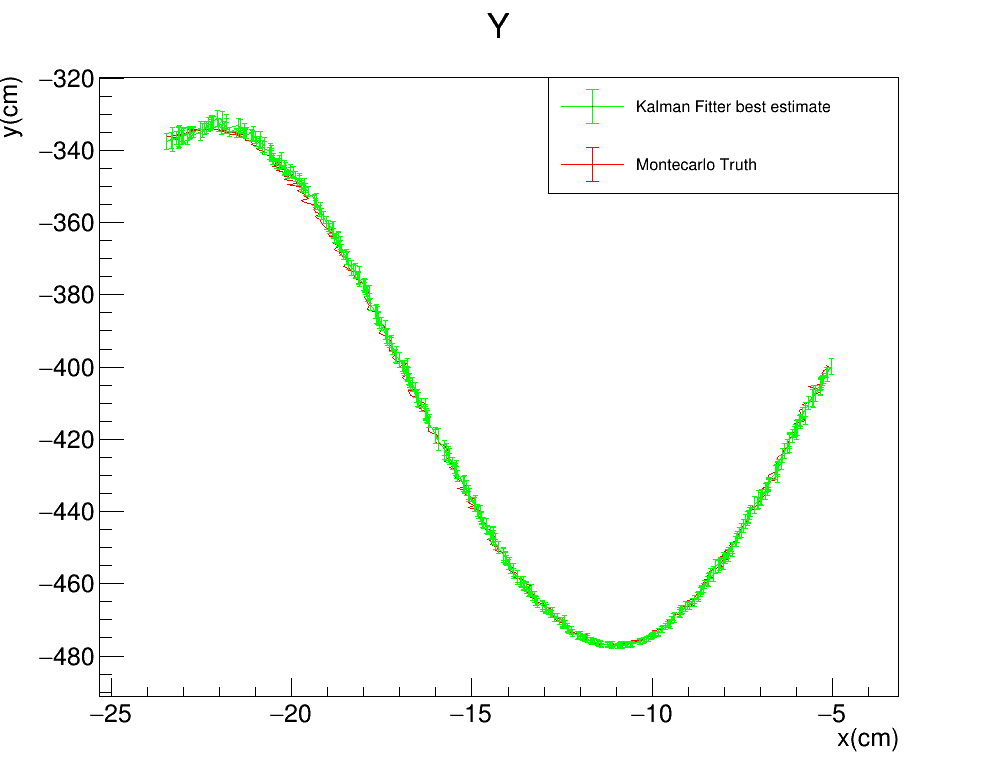 Y
y(cm)
−320
−340
−360
−380
−400
−420
−440
−460
−480
Kalman Fitter best estimate
Montecarlo Truth
−25 −20 −15 −10 −5
x(cm)